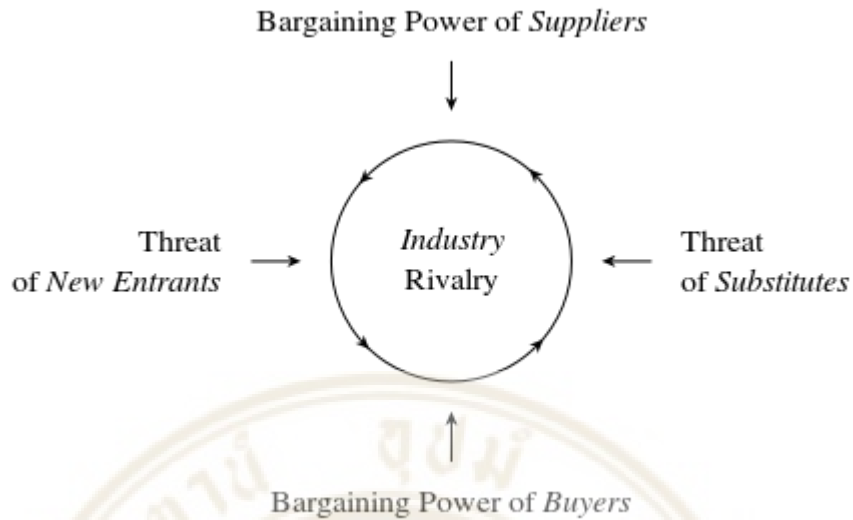 Bargaining Power of Suppliers
Threat
of New Entrants
Industry
Rivalry
Threat
of Substitutes
Bargaining Power of Buyers